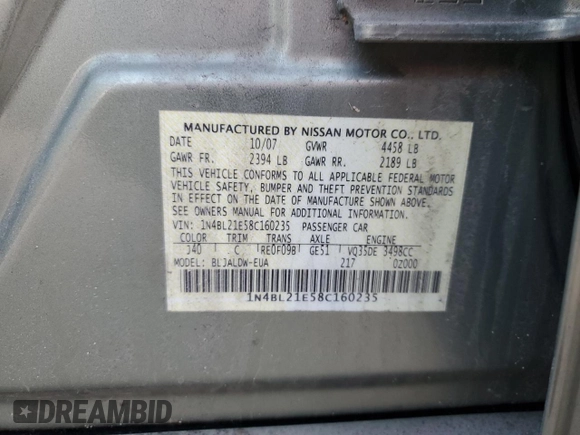 MANUFACTURED BY NISSAN MOTOR CO., LTD.
DATE 10/07 GVWR 4458 LB
GAWR FR. 2394 LB GAWR RR. 2189 LB
THIS VEHICLE CONFORMS TO ALL APPLICABLE FEDERAL MOTOR
VEHICLE SAFETY, BUMPER AND THEFT PREVENTION STANDARDS
IN EFFECT ON THE DATE OF MANUFACTURE SHOWN ABOVE.
SEE OWNERS MANUAL FOR ADDITIONAL INFORMATION.
VIN: 1N4BL21E58C160235 PASSENGER CAR
COLOR TRIM TRANS AXLE ENGINE
J40 C RE0F09B GE51 VQ35DE 3498CC
MODEL: BLJALDW-EUA 217 0Z000
1N4BL21E58C160235
DREAMBID